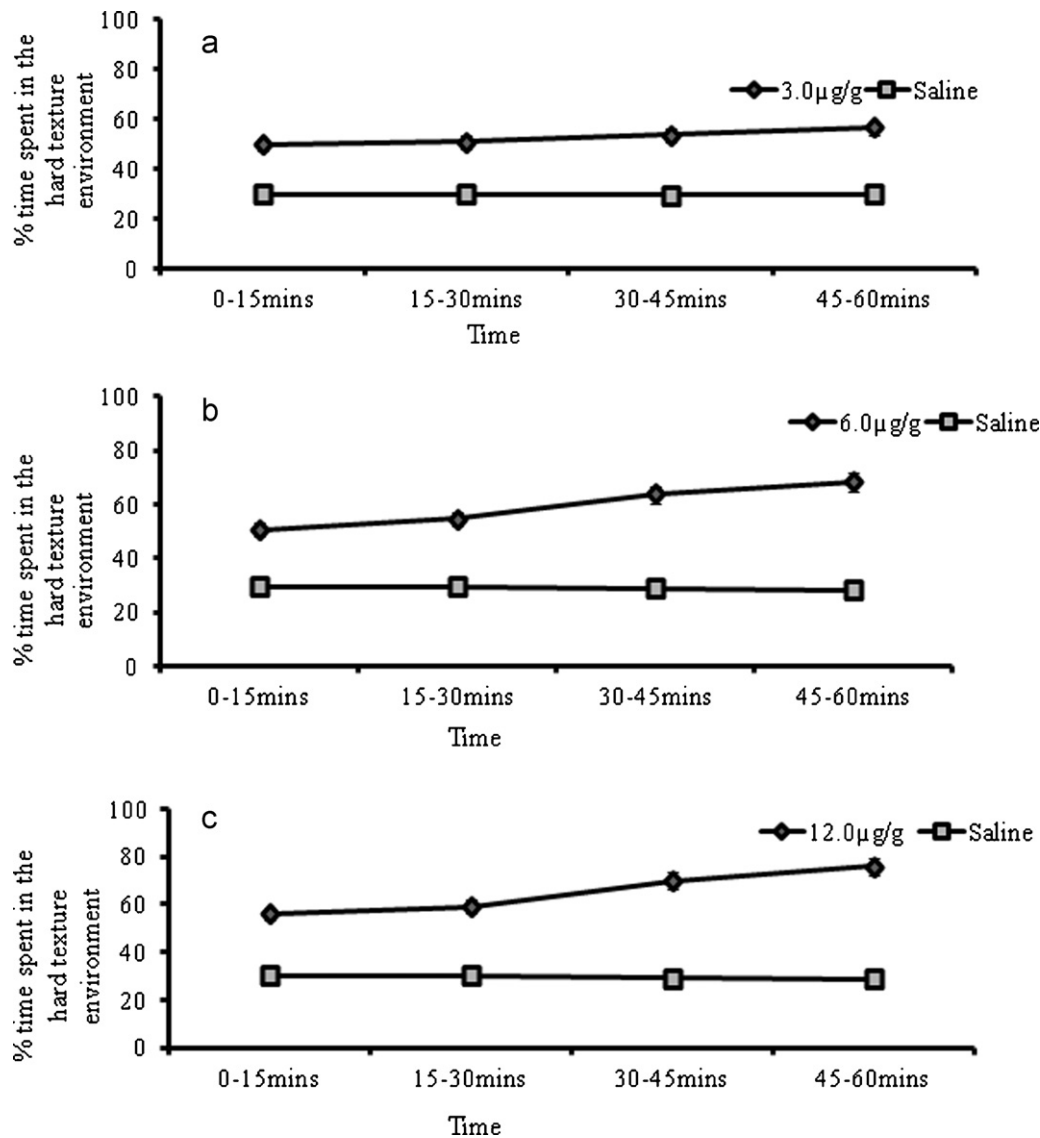 a
100
80
60
40
20
0
% time spent in the
hard texture
environment
3.0µg/g Saline
0-15mins 15-30mins 30-45mins 45-60mins
Time
b
100
80
60
40
20
0
% time spent in the
hard texture
environment
6.0µg/g Saline
0-15mins 15-30mins 30-45mins 45-60mins
Time
c
100
80
60
40
20
0
% time spent in the
hard texture
environment
12.0µg/g Saline
0-15mins 15-30mins 30-45mins 45-60mins
Time